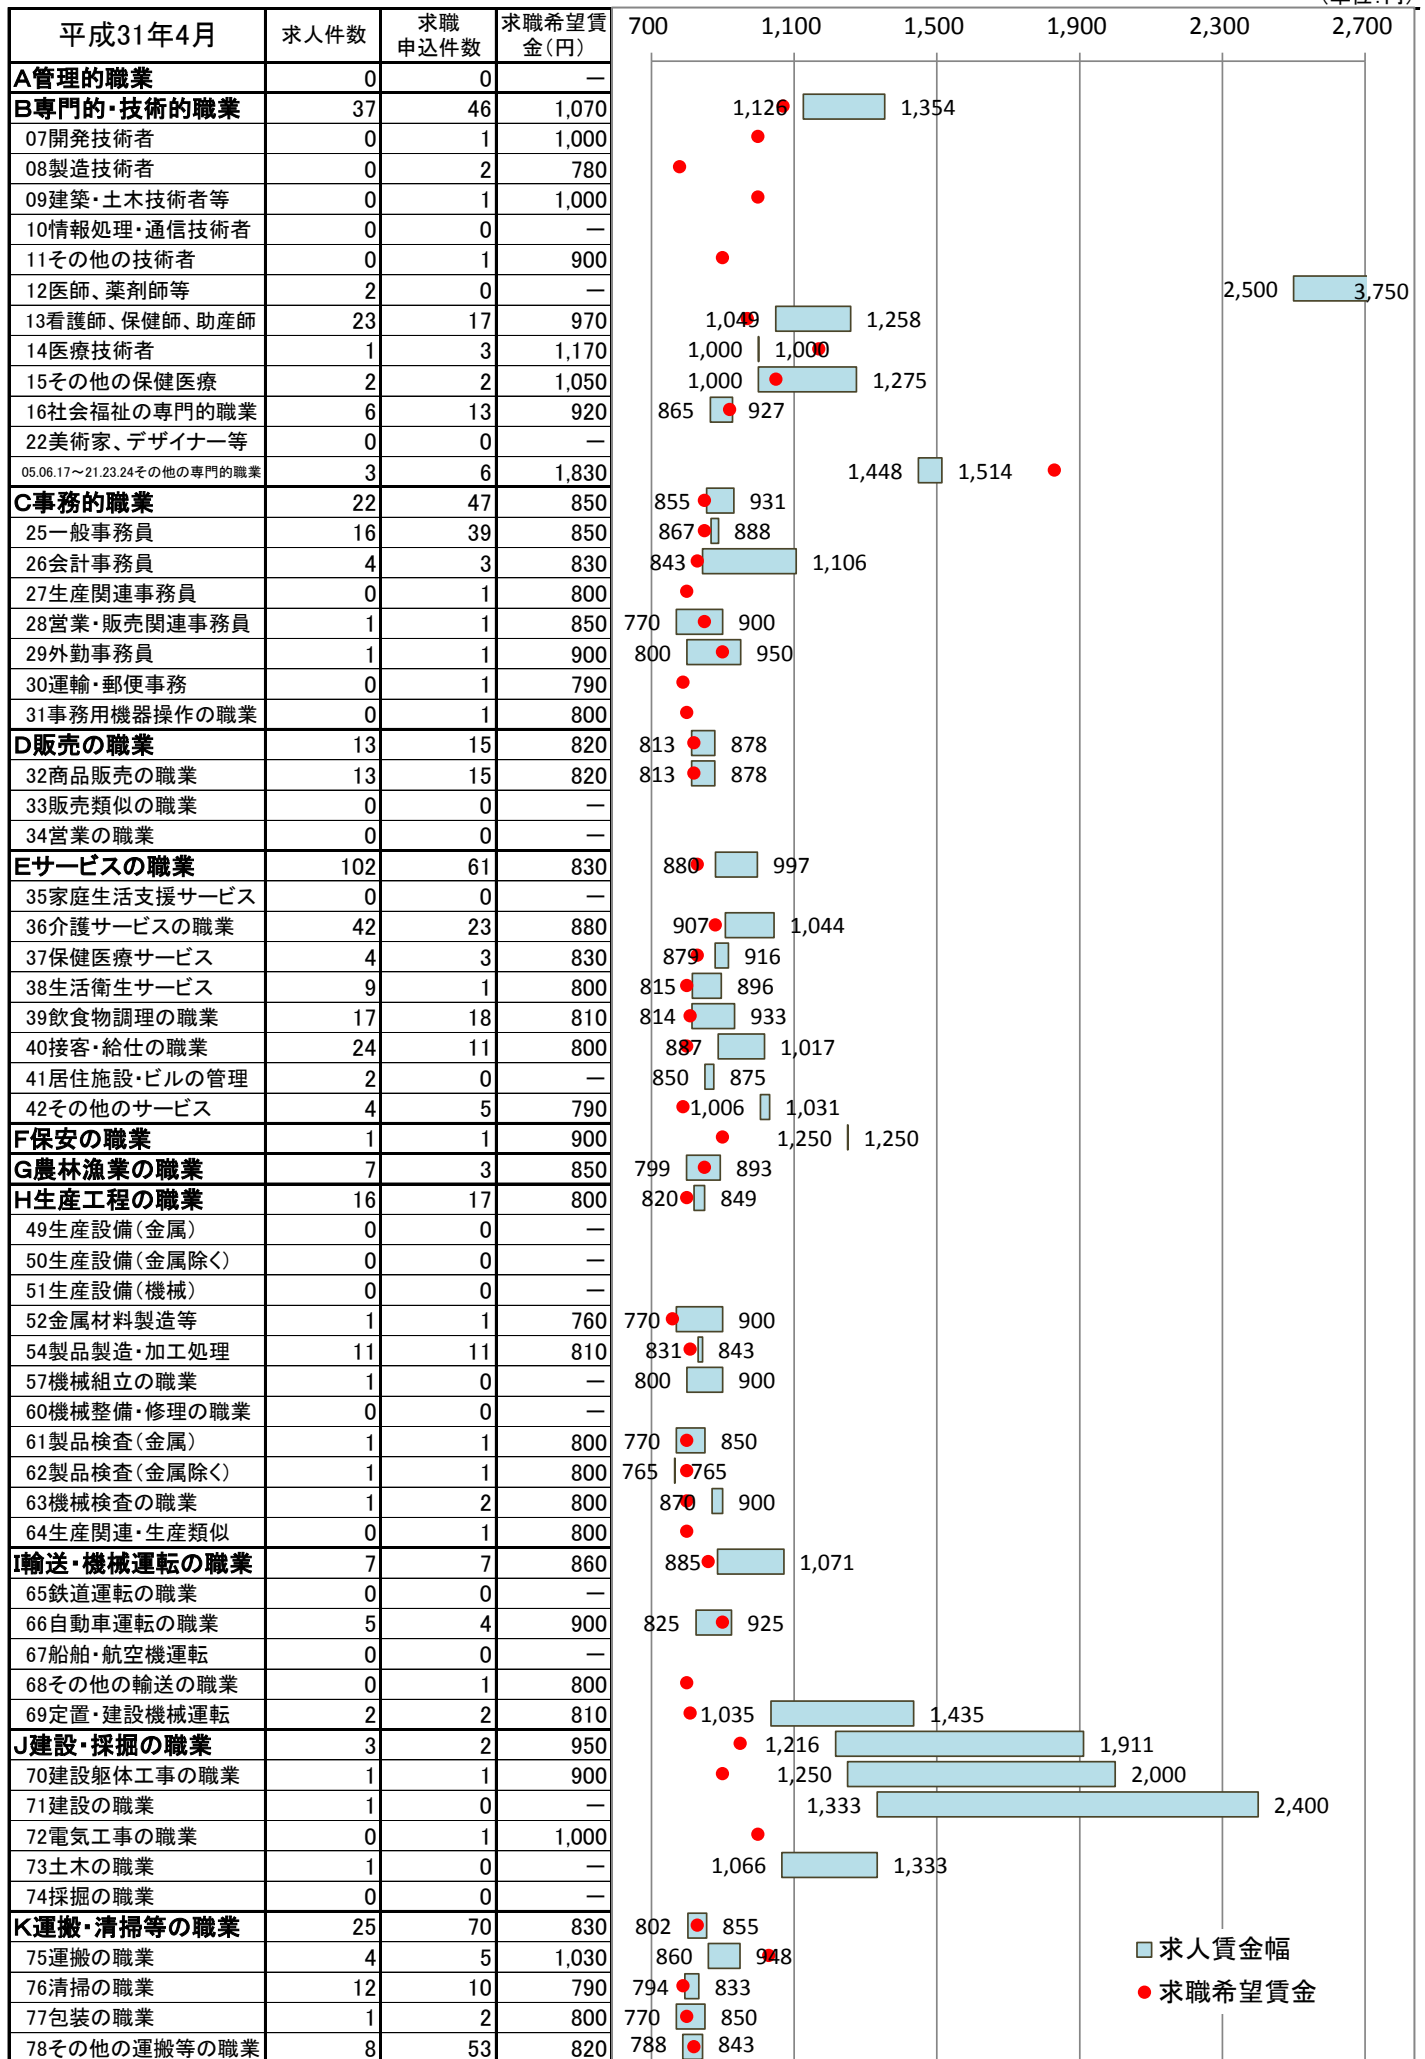 (単位:円)
平成31年4月 求人件数 求職申込件数 求職希望賃金(円) 700 1,100 1,500 1,900 2,300 2,700
A管理的職業 0 0 ―
B専門的・技術的職業 37 46 1,070 1,126 1,354
07開発技術者 0 1 1,000
08製造技術者 0 2 780
09建築・土木技術者等 0 1 1,000
10情報処理・通信技術者 0 0 ―
11その他の技術者 0 1 900
12医師、薬剤師等 2 0 ― 2,500 3,750
13看護師、保健師、助産師 23 17 970 1,049 1,258
14医療技術者 1 3 1,170 1,000 1,000
15その他の保健医療 2 2 1,050 1,000 1,275
16社会福祉の専門的職業 6 13 920 865 927
22美術家、デザイナー等 0 0 ―
05.06.17～21.23.24その他の専門的職業 3 6 1,830 1,448 1,514
C事務的職業 22 47 850 855 931
25一般事務員 16 39 850 867 888
26会計事務員 4 3 830 843 1,106
27生産関連事務員 0 1 800
28営業・販売関連事務員 1 1 850 770 900
29外勤事務員 1 1 900 800 950
30運輸・郵便事務 0 1 790
31事務用機器操作の職業 0 1 800
D販売の職業 13 15 820 813 878
32商品販売の職業 13 15 820 813 878
33販売類似の職業 0 0 ―
34営業の職業 0 0 ―
Eサービスの職業 102 61 830 880 997
35家庭生活支援サービス 0 0 ―
36介護サービスの職業 42 23 880 907 1,044
37保健医療サービス 4 3 830 879 916
38生活衛生サービス 9 1 800 815 896
39飲食物調理の職業 17 18 810 814 933
40接客・給仕の職業 24 11 800 887 1,017
41居住施設・ビルの管理 2 0 ― 850 875
42その他のサービス 4 5 790 1,006 1,031
F保安の職業 1 1 900 1,250 1,250
G農林漁業の職業 7 3 850 799 893
H生産工程の職業 16 17 800 820 849
49生産設備(金属) 0 0 ―
50生産設備(金属除く) 0 0 ―
51生産設備(機械) 0 0 ―
52金属材料製造等 1 1 760 770 900
54製品製造・加工処理 11 11 810 831 843
57機械組立の職業 1 0 ― 800 900
60機械整備・修理の職業 0 0 ―
61製品検査(金属) 1 1 800 770 850
62製品検査(金属除く) 1 1 800 765 765
63機械検査の職業 1 2 800 870 900
64生産関連・生産類似 0 1 800
I輸送・機械運転の職業 7 7 860 885 1,071
65鉄道運転の職業 0 0 ―
66自動車運転の職業 5 4 900 825 925
67船舶・航空機運転 0 0 ―
68その他の輸送の職業 0 1 800
69定置・建設機械運転 2 2 810 1,035 1,435
J建設・採掘の職業 3 2 950 1,216 1,911
70建設躯体工事の職業 1 1 900 1,250 2,000
71建設の職業 1 0 ― 1,333 2,400
72電気工事の職業 0 1 1,000
73土木の職業 1 0 ― 1,066 1,333
74採掘の職業 0 0 ―
K運搬・清掃等の職業 25 70 830 802 855
75運搬の職業 4 5 1,030 860 948
76清掃の職業 12 10 790 794 833
77包装の職業 1 2 800 770 850
78その他の運搬等の職業 8 53 820 788 843
求人賃金幅
求職希望賃金